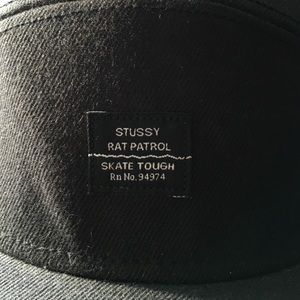 STUSSY
RAT PATROL
SKATE TOUGH
Rn No. 94974